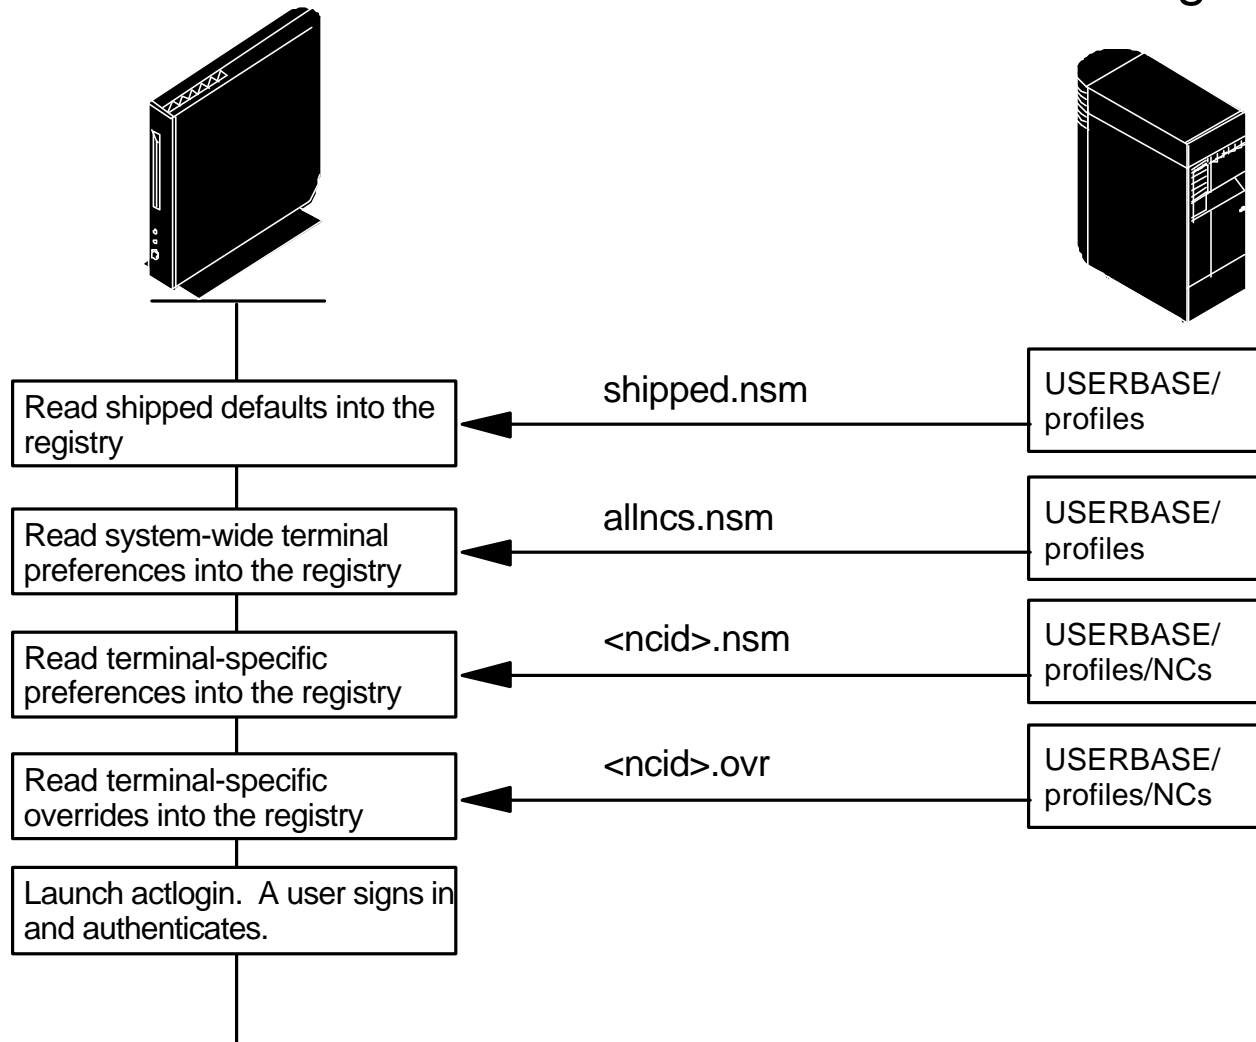 g
shipped.nsm
Read shipped defaults into the
registry
USERBASE/
profiles
allncs.nsm
Read system-wide terminal
preferences into the registry
USERBASE/
profiles
<ncid>.nsm
Read terminal-specific
preferences into the registry
USERBASE/
profiles/NCs
<ncid>.ovr
Read terminal-specific
overrides into the registry
USERBASE/
profiles/NCs
Launch actlogin.  A user signs in
and authenticates.